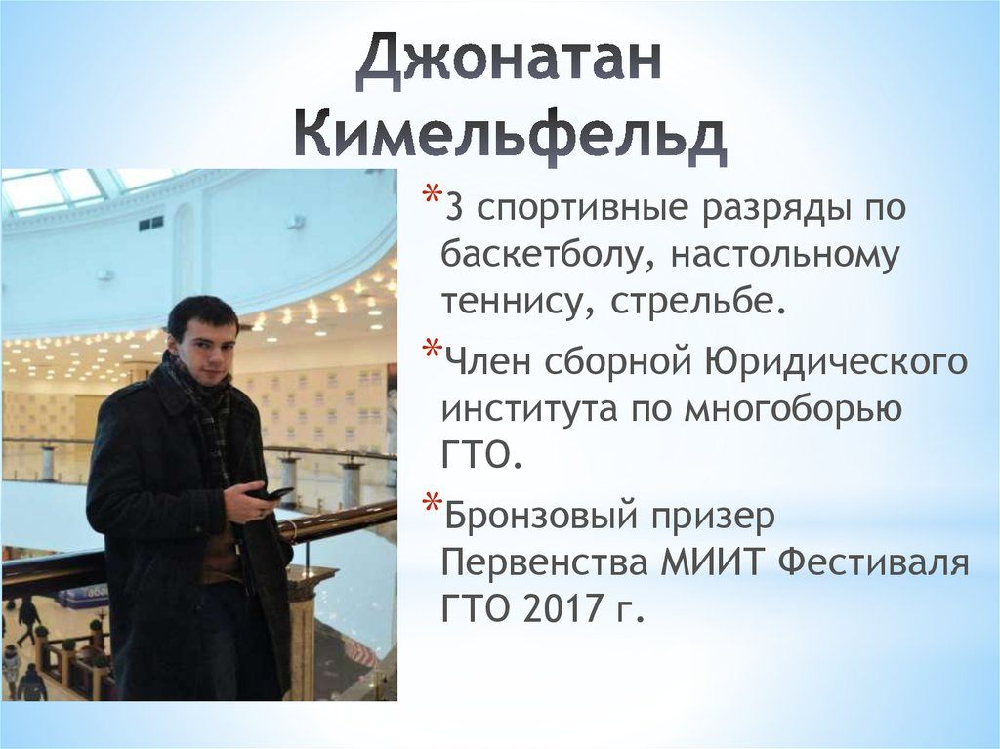 Джонатан
Кимельфельд
*3 спортивные разряды по
баскетболу, настольному
теннису, стрельбе.
*Член сборной Юридического
института по многоборью
ГТО.
*Бронзовый призер
Первенства МИИТ Фестиваля
ГТО 2017 г.